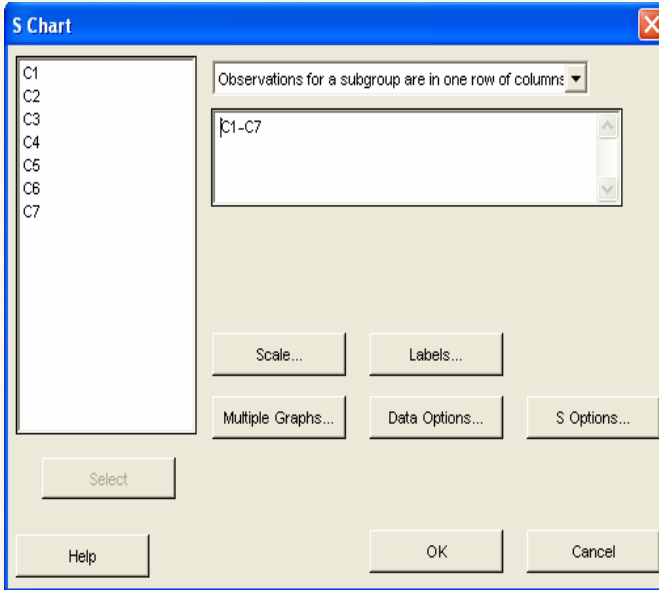 S Chart
C1
C2
C3
C4
C5
C6
C7
Observations for a subgroup are in one row of columns
C1-C7
Scale...
Labels...
Multiple Graphs...
Data Options...
S Options...
Select
Help
OK
Cancel